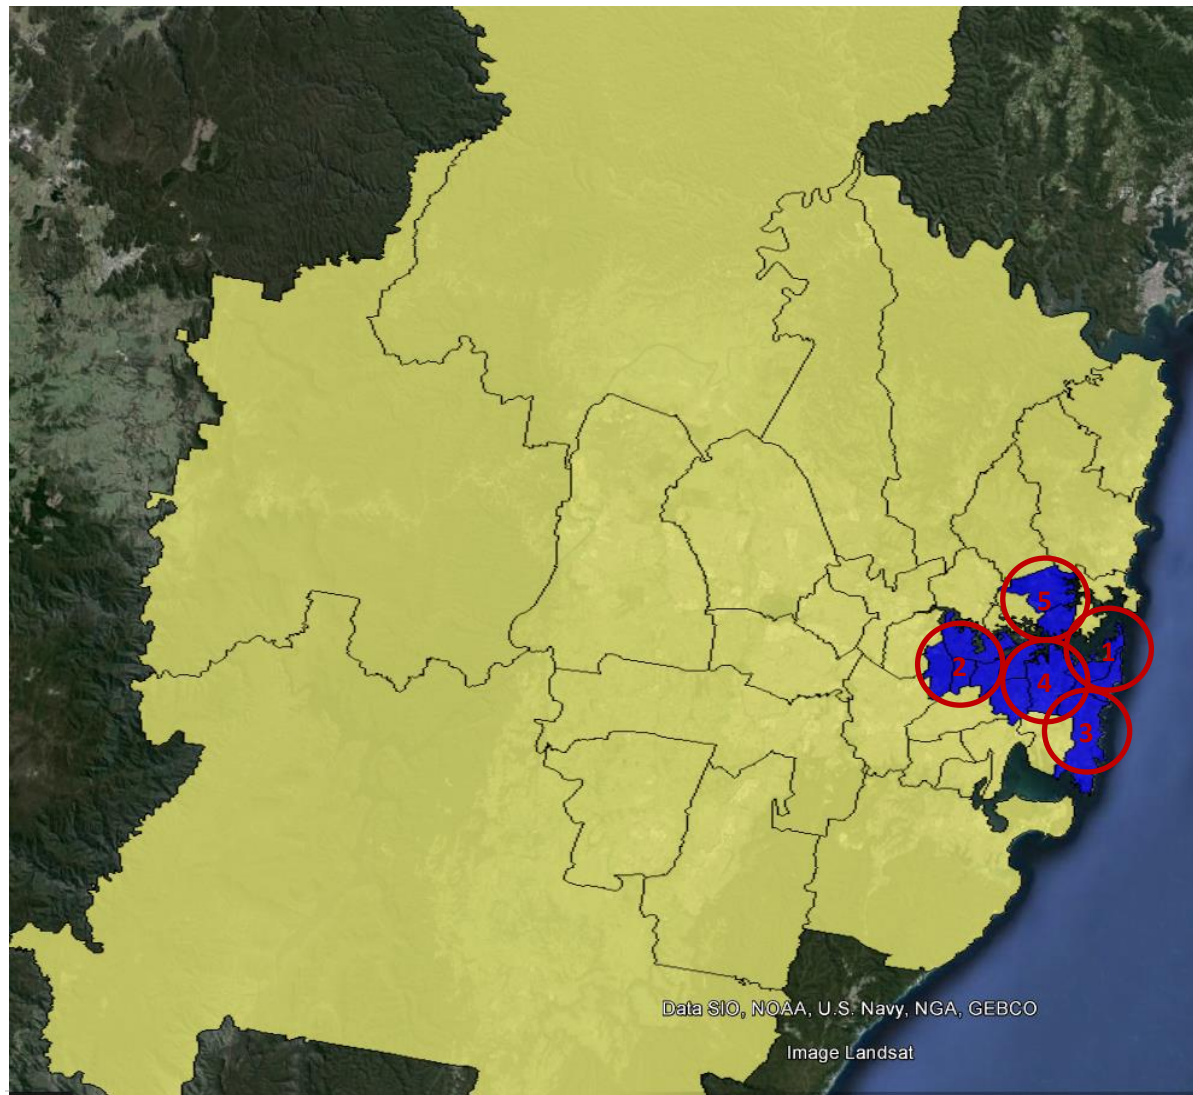 5
1
2
4
3
Data SIO, NOAA, U.S. Navy, NGA, GEBCO
Image Landsat